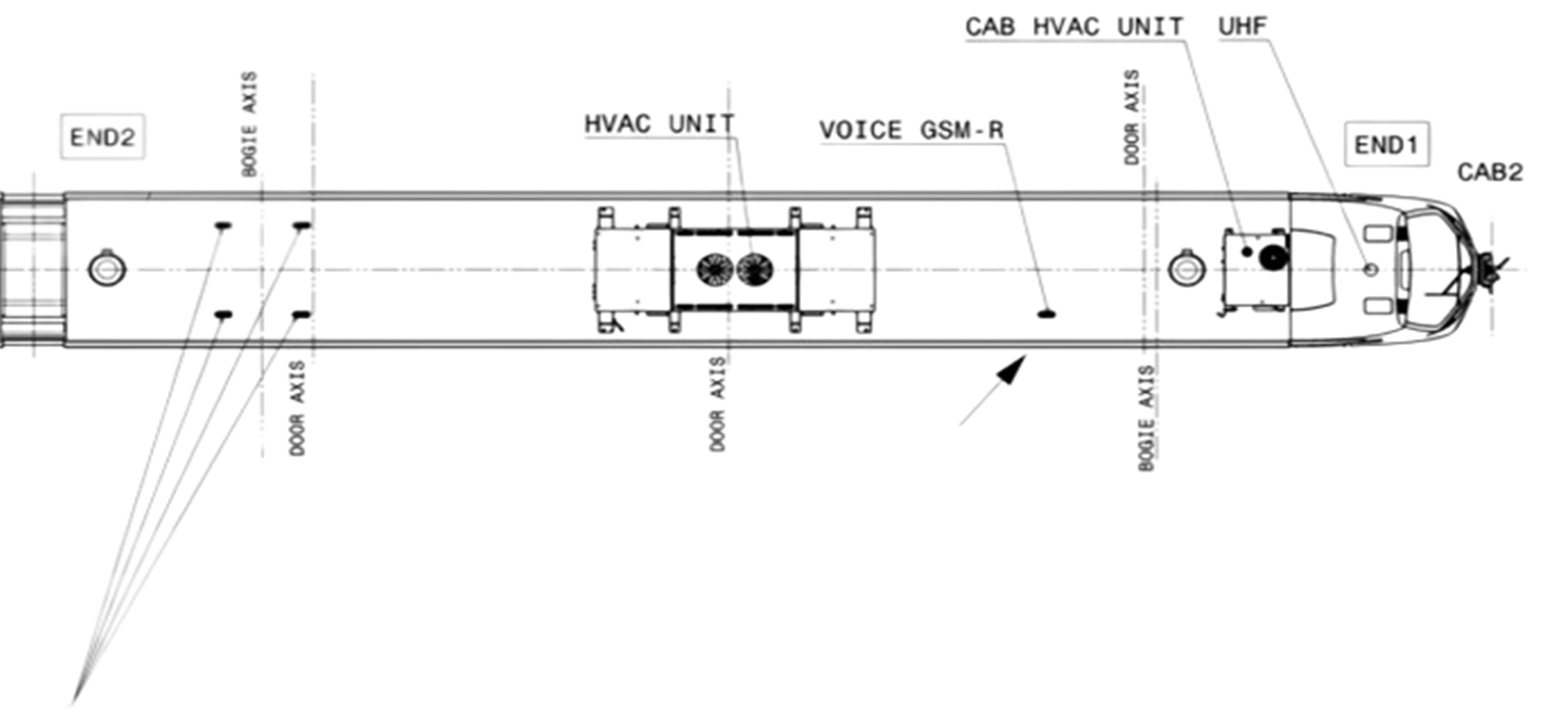 CAB HVAC UNIT
UHF
BOGIE AXIS
DOOR AXIS
END2
HVAC UNIT
VOICE GSM-R
END1
CAB2
DOOR AXIS
DOOR AXIS
BOGIE AXIS